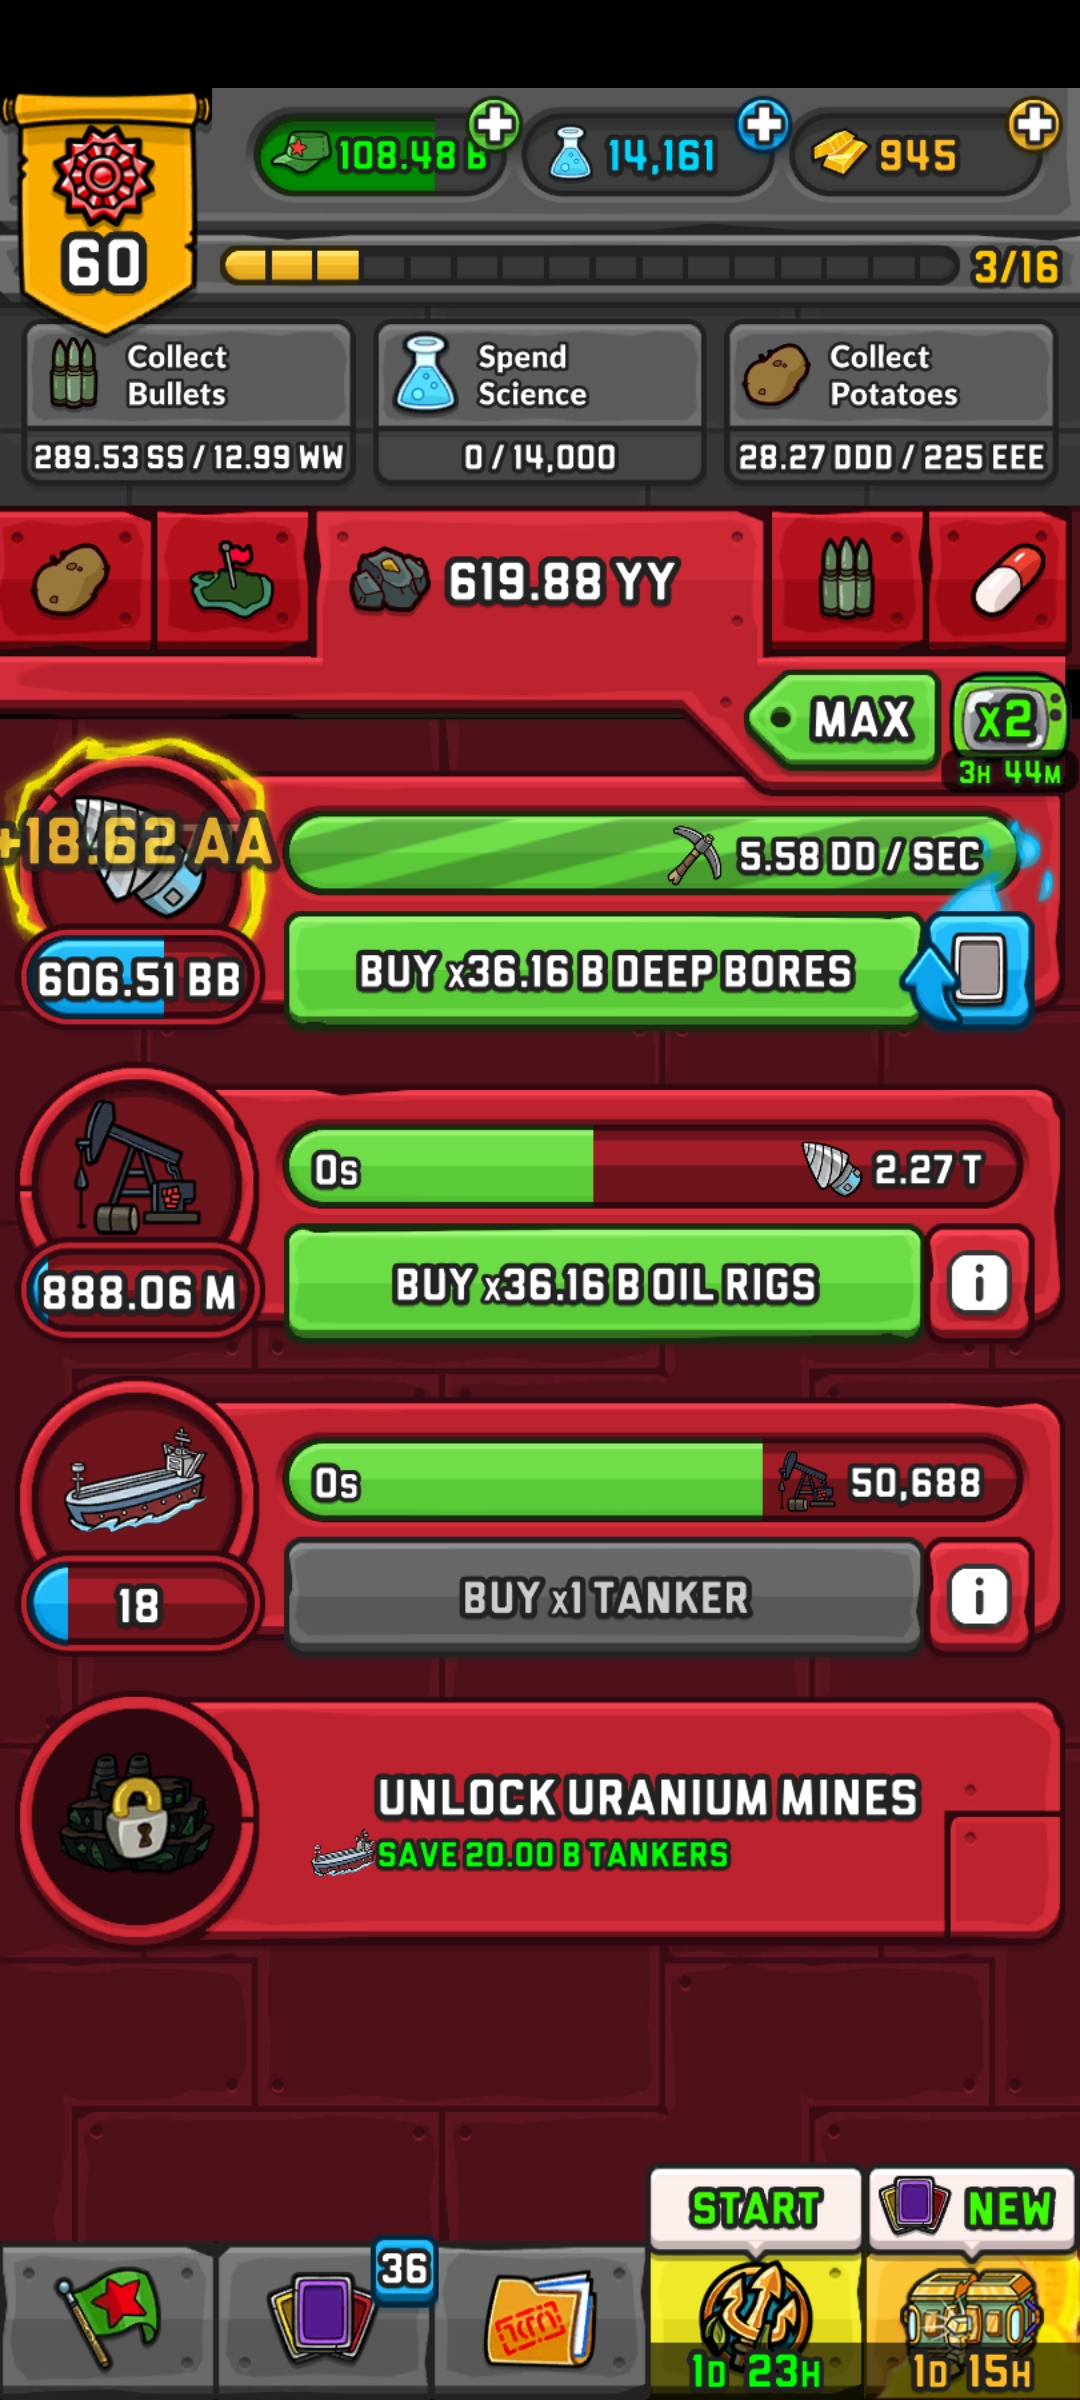 108.48 B
14,161
945
60
3/16
Collect
Bullets
289.53 SS / 12.99 WW
Spend
Science
0 / 14,000
Collect
Potatoes
28.27 DDD / 225 EEE
619.88 YY
MAX
x2
3H 44M
+18.62 AA
5.58 DD / SEC
606.51 BB
BUY x36.16 B DEEP BORES
0s
2.27 T
888.06 M
BUY x36.16 B OIL RIGS
i
0s
50,688
18
BUY x1 TANKER
i
UNLOCK URANIUM MINES
SAVE 20.00 B TANKERS
START
NEW
36
1D 23H
1D 15H